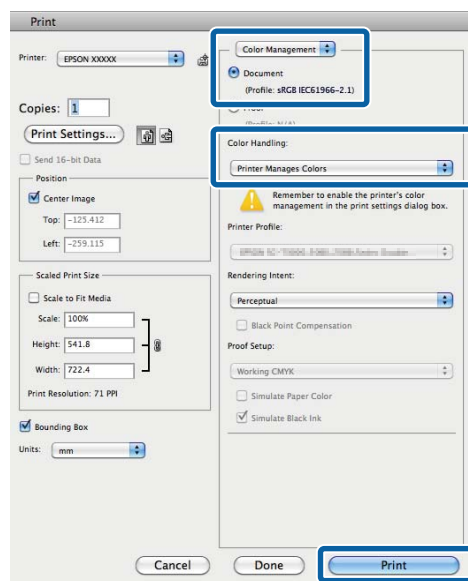 Print
Printer: EPSON XXXXX
Copies: 1
Print Settings...
Send 16-bit Data
Position
Center Image
Top: -125.412
Left: -259.115
Scaled Print Size
Scale to Fit Media
Scale: 100%
Height: 541.8
Width: 722.4
Print Resolution: 71 PPI
Bounding Box
Units: mm
Color Management
Document
(Profile: sRGB IEC61966-2.1)
Color Handling:
Printer Manages Colors
Remember to enable the printer's color
management in the print settings dialog box.
Printer Profile:
Rendering Intent:
Perceptual
Black Point Compensation
Proof Setup:
Working CMYK
Simulate Paper Color
Simulate Black Ink
Cancel
Done
Print